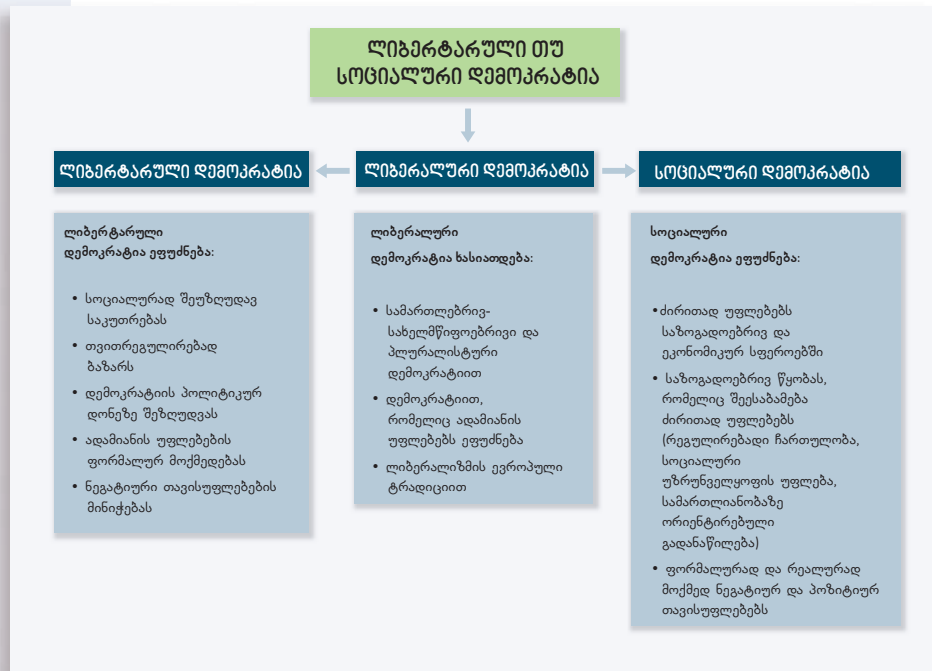 ლიბერტარული თუ
სოციალური დემოკრატია
ლიბერტარული დემოკრატია
ლიბერალური დემოკრატია
სოციალური დემოკრატია
ლიბერტარული
დემოკრატია ეფუძნება:
• სოციალურად შეუზღუდავ
საკუთრებას
• თვითრეგულირებად
ბაზარს
• დემოკრატიის პოლიტიკურ
დონეზე შეზღუდვას
• ადამიანის უფლებების
ფორმალურ მოქმედებას
• ნეგატიური თავისუფლებების
მინიჭებას
ლიბერალური
დემოკრატია ხასიათდება:
• სამართლებრივ-
სახელმწიფოებრივი და
პლურალისტური
დემოკრატიით
• დემოკრატიით,
რომელიც ადამიანის
უფლებებს ეფუძნება
• ლიბერალიზმის ევროპული
ტრადიციით
სოციალური
დემოკრატია ეფუძნება:
•ძირითად უფლებებს
საზოგადოებრივ და
ეკონომიკურ სფეროებში
• საზოგადოებრივ წყობას,
რომელიც შეესაბამება
ძირითად უფლებებს
(რეგულირებადი ჩართულობა,
სოციალური
უზრუნველყოფის უფლება,
სამართლიანობაზე
ორიენტირებული
გადანაწილება)
• ფორმალურად და რეალურად
მოქმედ ნეგატიურ და პოზიტიურ
თავისუფლებებს